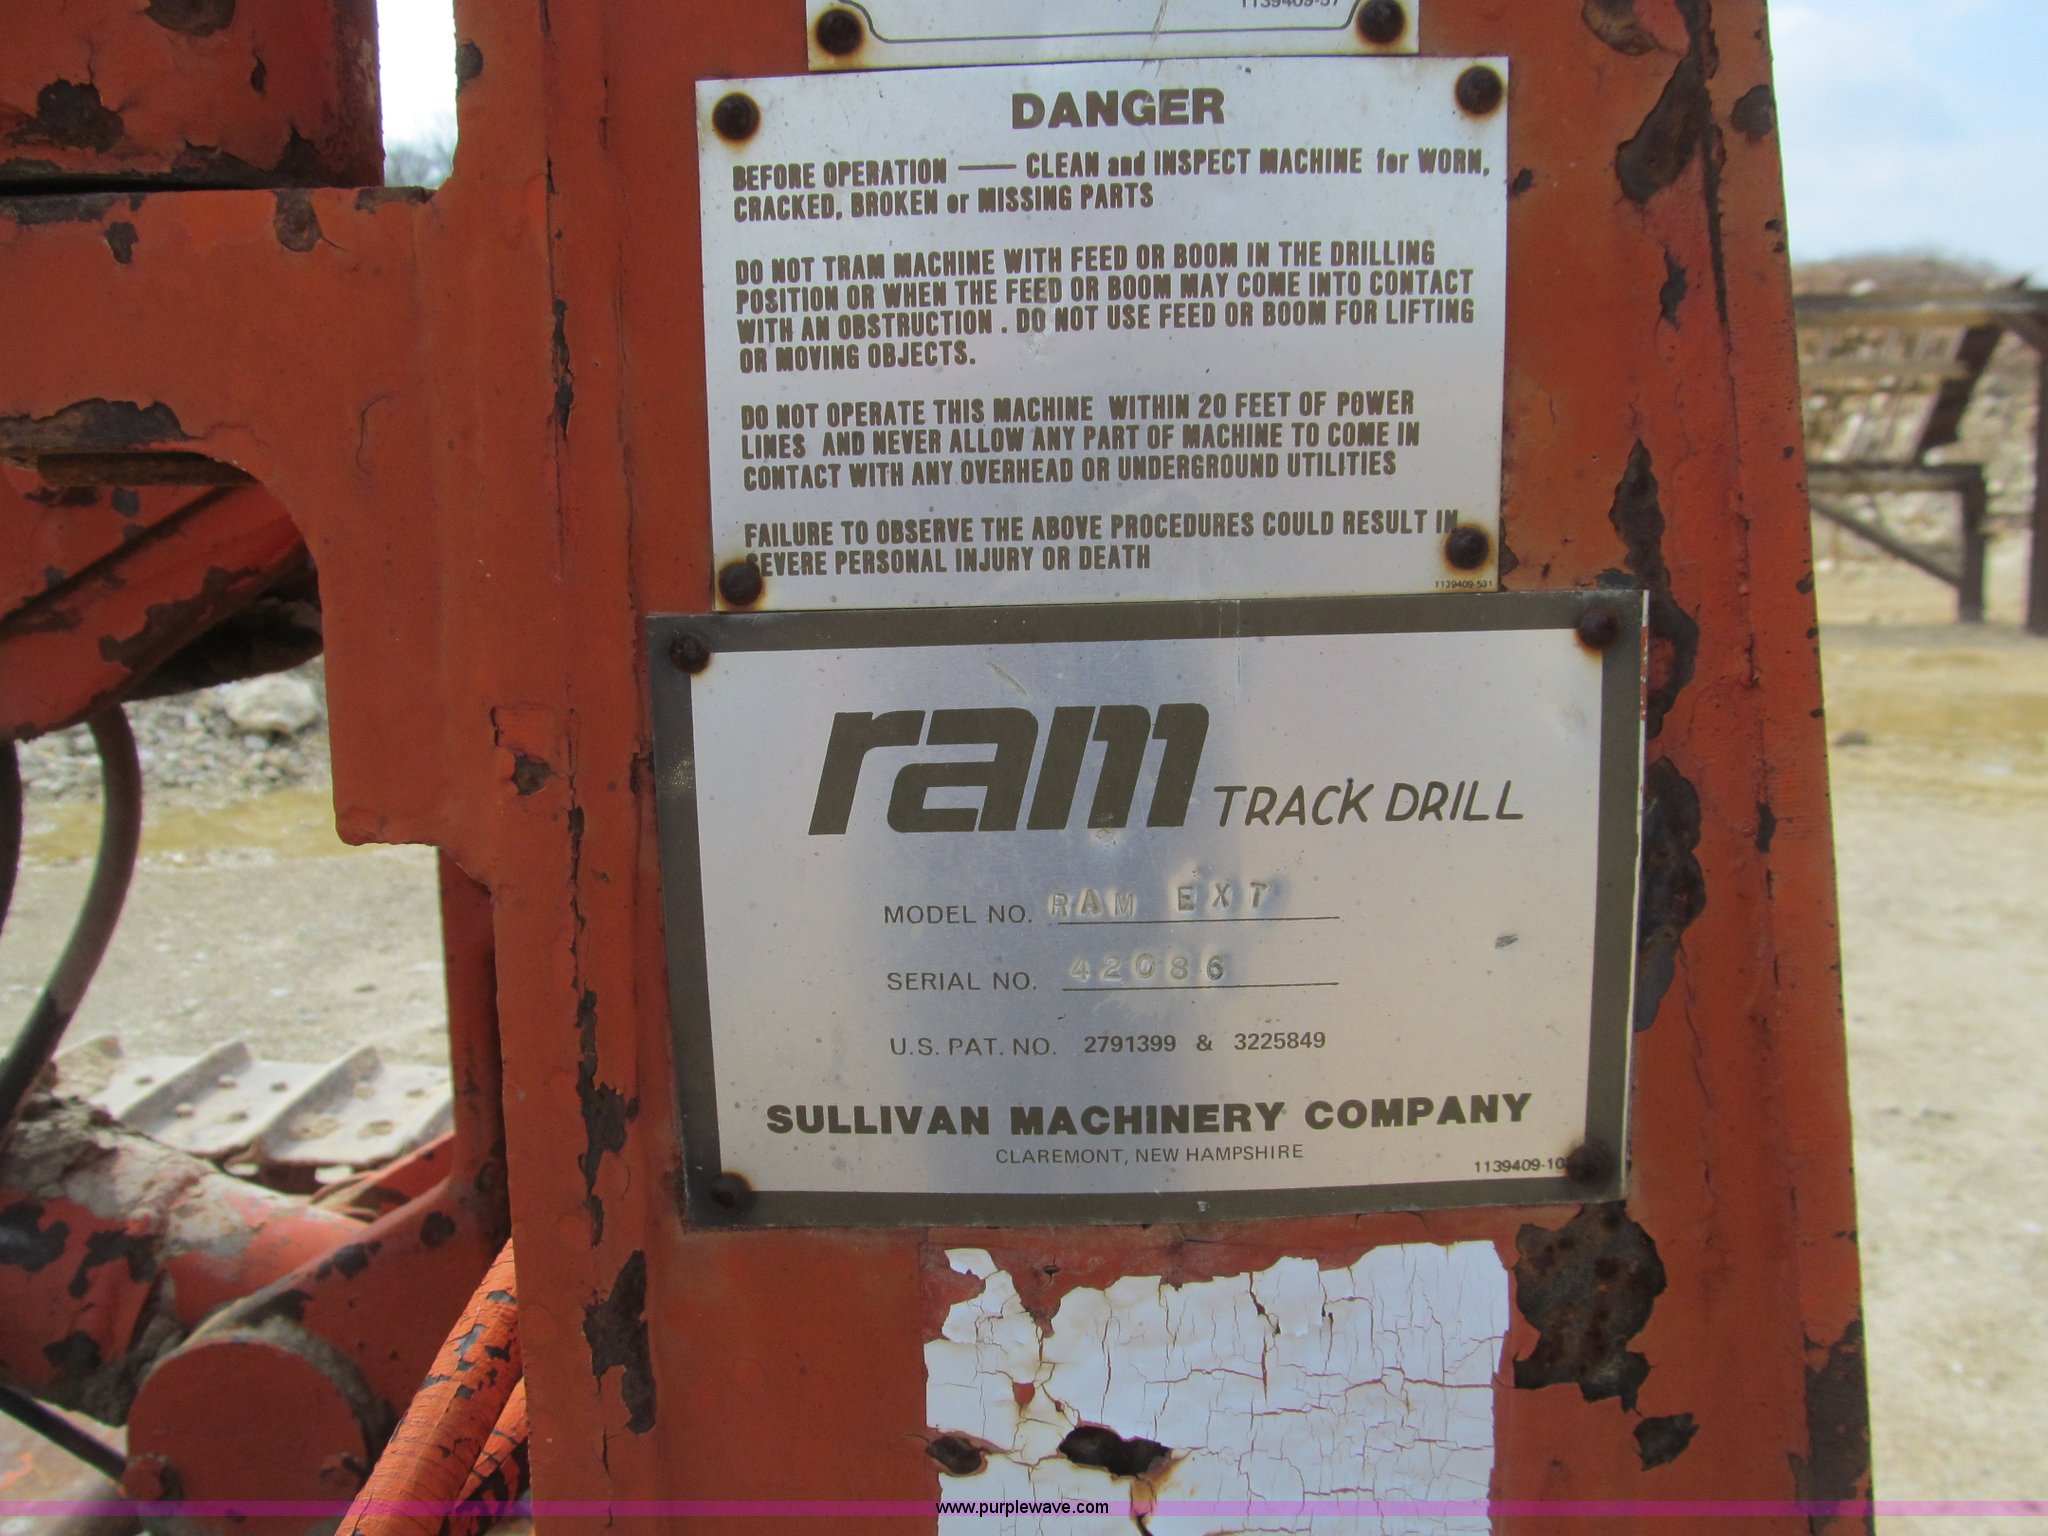 DANGER
BEFORE OPERATION — CLEAN and INSPECT MACHINE for WORN,
CRACKED, BROKEN or MISSING PARTS
DO NOT TRAM MACHINE WITH FEED OR BOOM IN THE DRILLING
POSITION OR WHEN THE FEED OR BOOM MAY COME INTO CONTACT
WITH AN OBSTRUCTION . DO NOT USE FEED OR BOOM FOR LIFTING
OR MOVING OBJECTS.
DO NOT OPERATE THIS MACHINE WITHIN 20 FEET OF POWER
LINES AND NEVER ALLOW ANY PART OF MACHINE TO COME IN
CONTACT WITH ANY OVERHEAD OR UNDERGROUND UTILITIES
FAILURE TO OBSERVE THE ABOVE PROCEDURES COULD RESULT IN
SEVERE PERSONAL INJURY OR DEATH
1139409-531
ram TRACK DRILL
MODEL NO. RAM EXT
SERIAL NO. 42086
U.S. PAT. NO. 2791399 & 3225849
SULLIVAN MACHINERY COMPANY
CLAREMONT, NEW HAMPSHIRE
www.purplewave.com